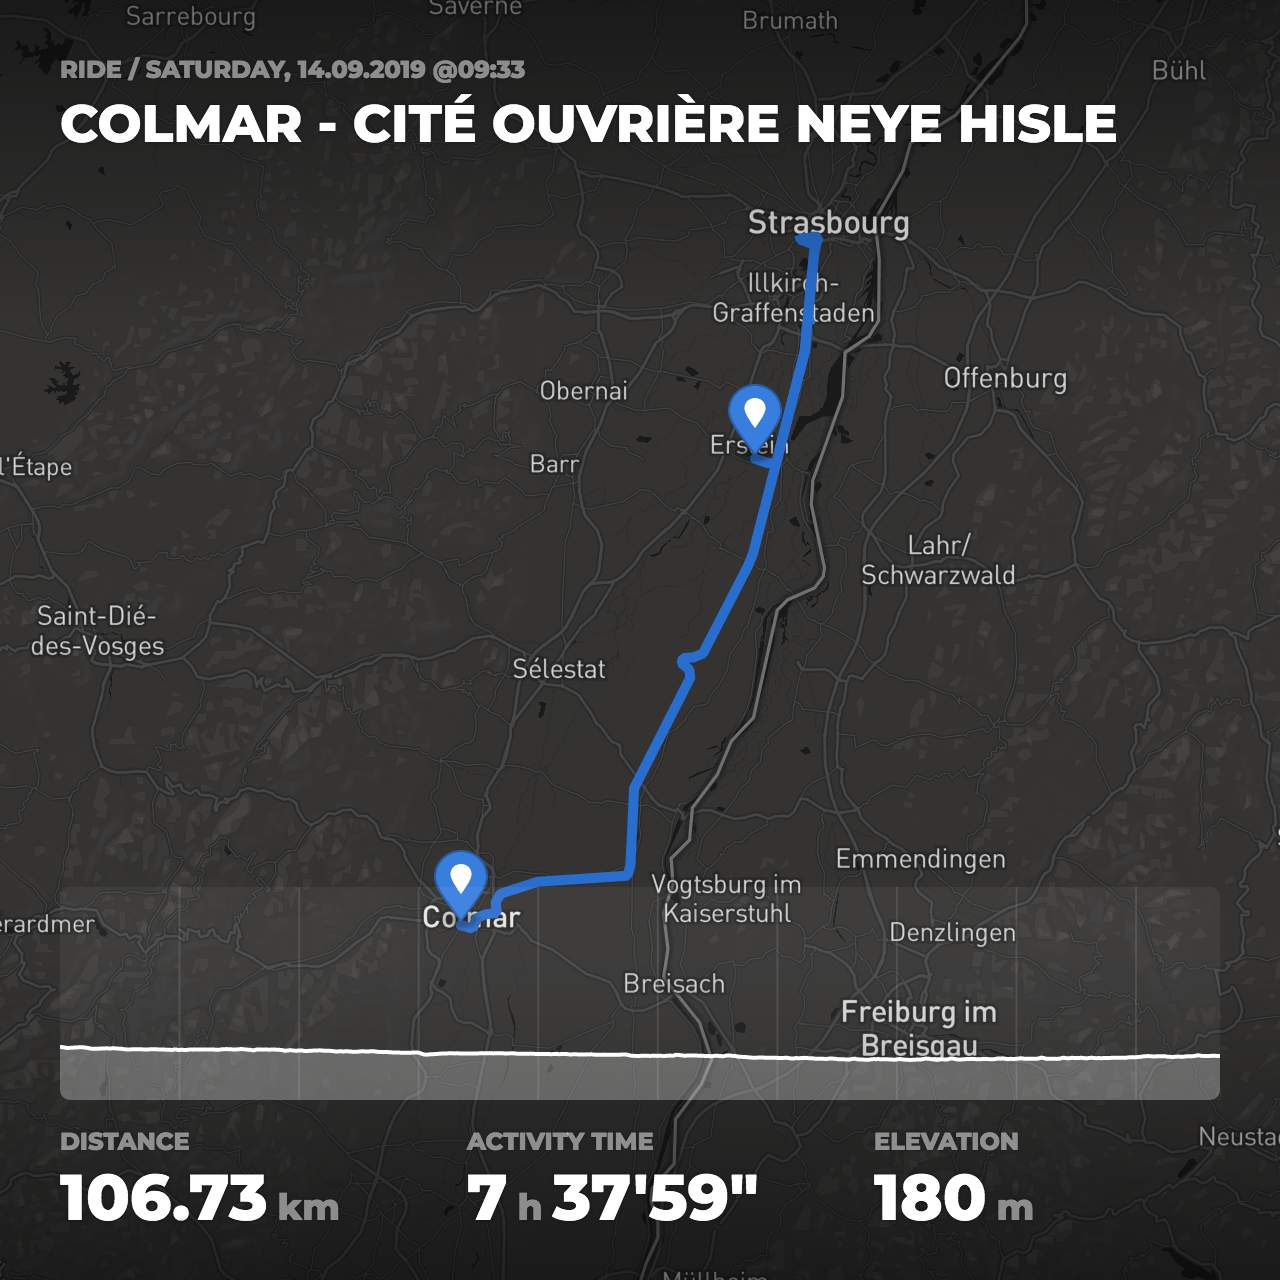 Sarrebourg
Saverne
Brumath
RIDE / SATURDAY, 14.09.2019 @09:33
Bühl
COLMAR - CITÉ OUVRIÈRE NEYE HISLE
Strasbourg
Illkirch-
Graffenstaden
Obernai
Offenburg
Erstein
l'Étape
Barr
Lahr/
Schwarzwald
Saint-Dié-
des-Vosges
Sélestat
Emmendingen
Vogtsburg im
Kaiserstuhl
Colmar
erardmer
Denzlingen
Breisach
Freiburg im
Breisgau
DISTANCE
ACTIVITY TIME
ELEVATION
Neusta
106.73 km
7 h 37'59"
180 m
Müllheim